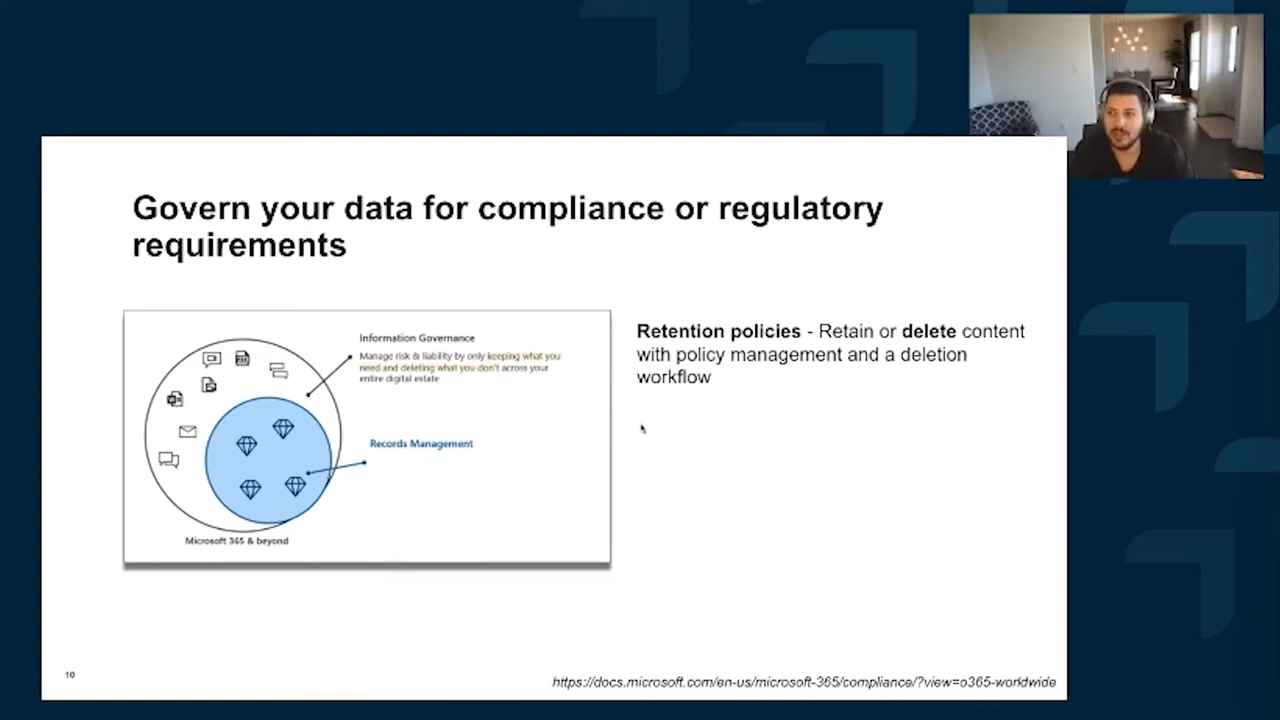 Govern your data for compliance or regulatory
requirements
Information Governance
Manage risk & liability by only keeping what you
need and deleting what you don't across your
entire digital estate
Records Management
Microsoft 365 & beyond
Retention policies - Retain or delete content
with policy management and a deletion
workflow
10
https://docs.microsoft.com/en-us/microsoft-365/compliance/?view=o365-worldwide